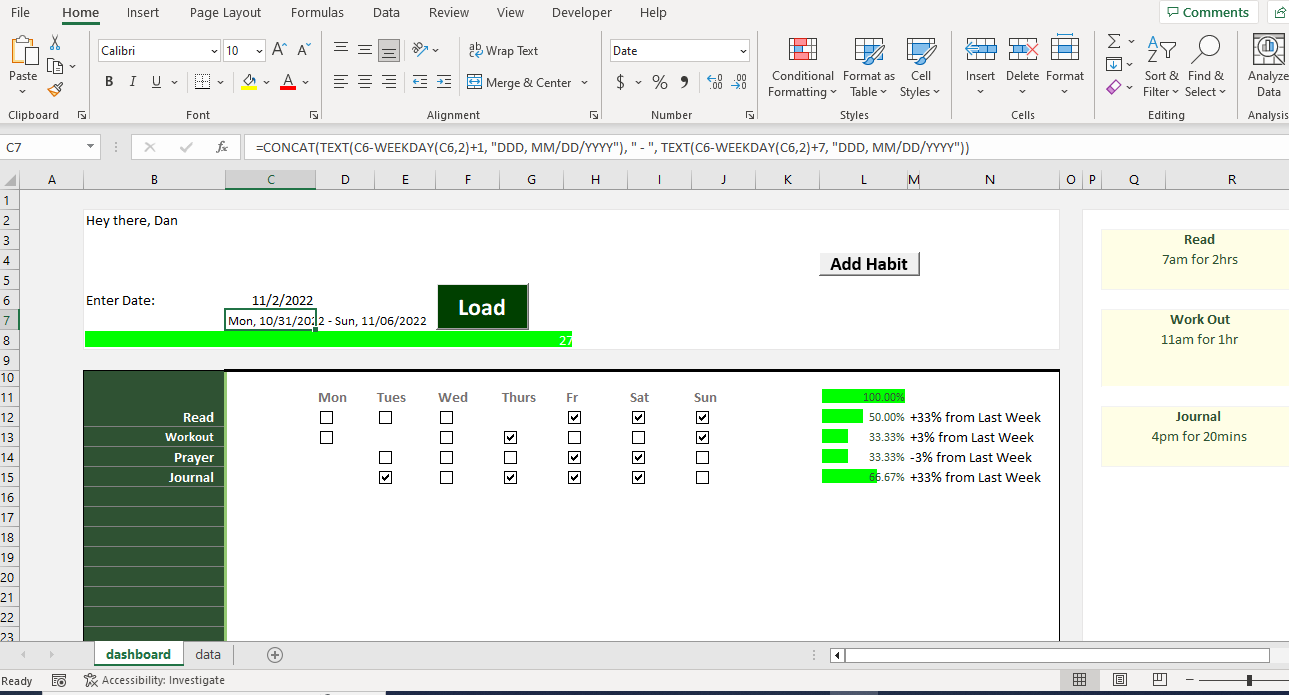 File Home Insert Page Layout Formulas Data Review View Developer Help Comments
Calibri 10 Wrap Text Date
Paste B I U Merge & Center $ % Conditional Formatting Format as Table Cell Styles Insert Delete Format Sort & Filter Find & Select Analyze Data
Clipboard Font Alignment Number Styles Cells Editing Analysis
C7 fx =CONCAT(TEXT(C6-WEEKDAY(C6,2)+1, "DDD, MM/DD/YYYY"), " - ", TEXT(C6-WEEKDAY(C6,2)+7, "DDD, MM/DD/YYYY"))
A B C D E F G H I J K L M N O P Q R
1
2 Hey there, Dan
3 Read
4 Add Habit 7am for 2hrs
5
6 Enter Date: 11/2/2022 Load
7 Mon, 10/31/2022 - Sun, 11/06/2022 Work Out
8 27 11am for 1hr
9
10
11 Mon Tues Wed Thurs Fr Sat Sun 100.00%
12 Read 50.00% +33% from Last Week Journal
13 Workout 33.33% +3% from Last Week 4pm for 20mins
14 Prayer 33.33% -3% from Last Week
15 Journal 66.67% +33% from Last Week
16
17
18
19
20
21
22
23
dashboard data
Ready Accessibility: Investigate